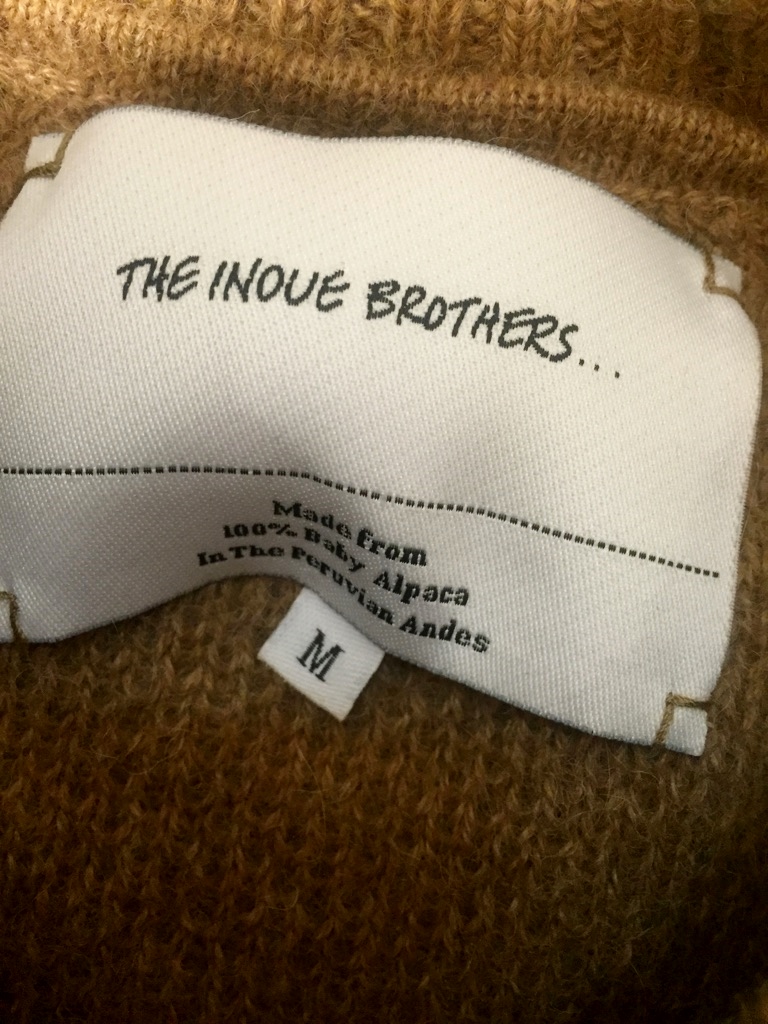 THE INOUE BROTHERS...
Made from
100% Baby Alpaca
In The Peruvian Andes
M